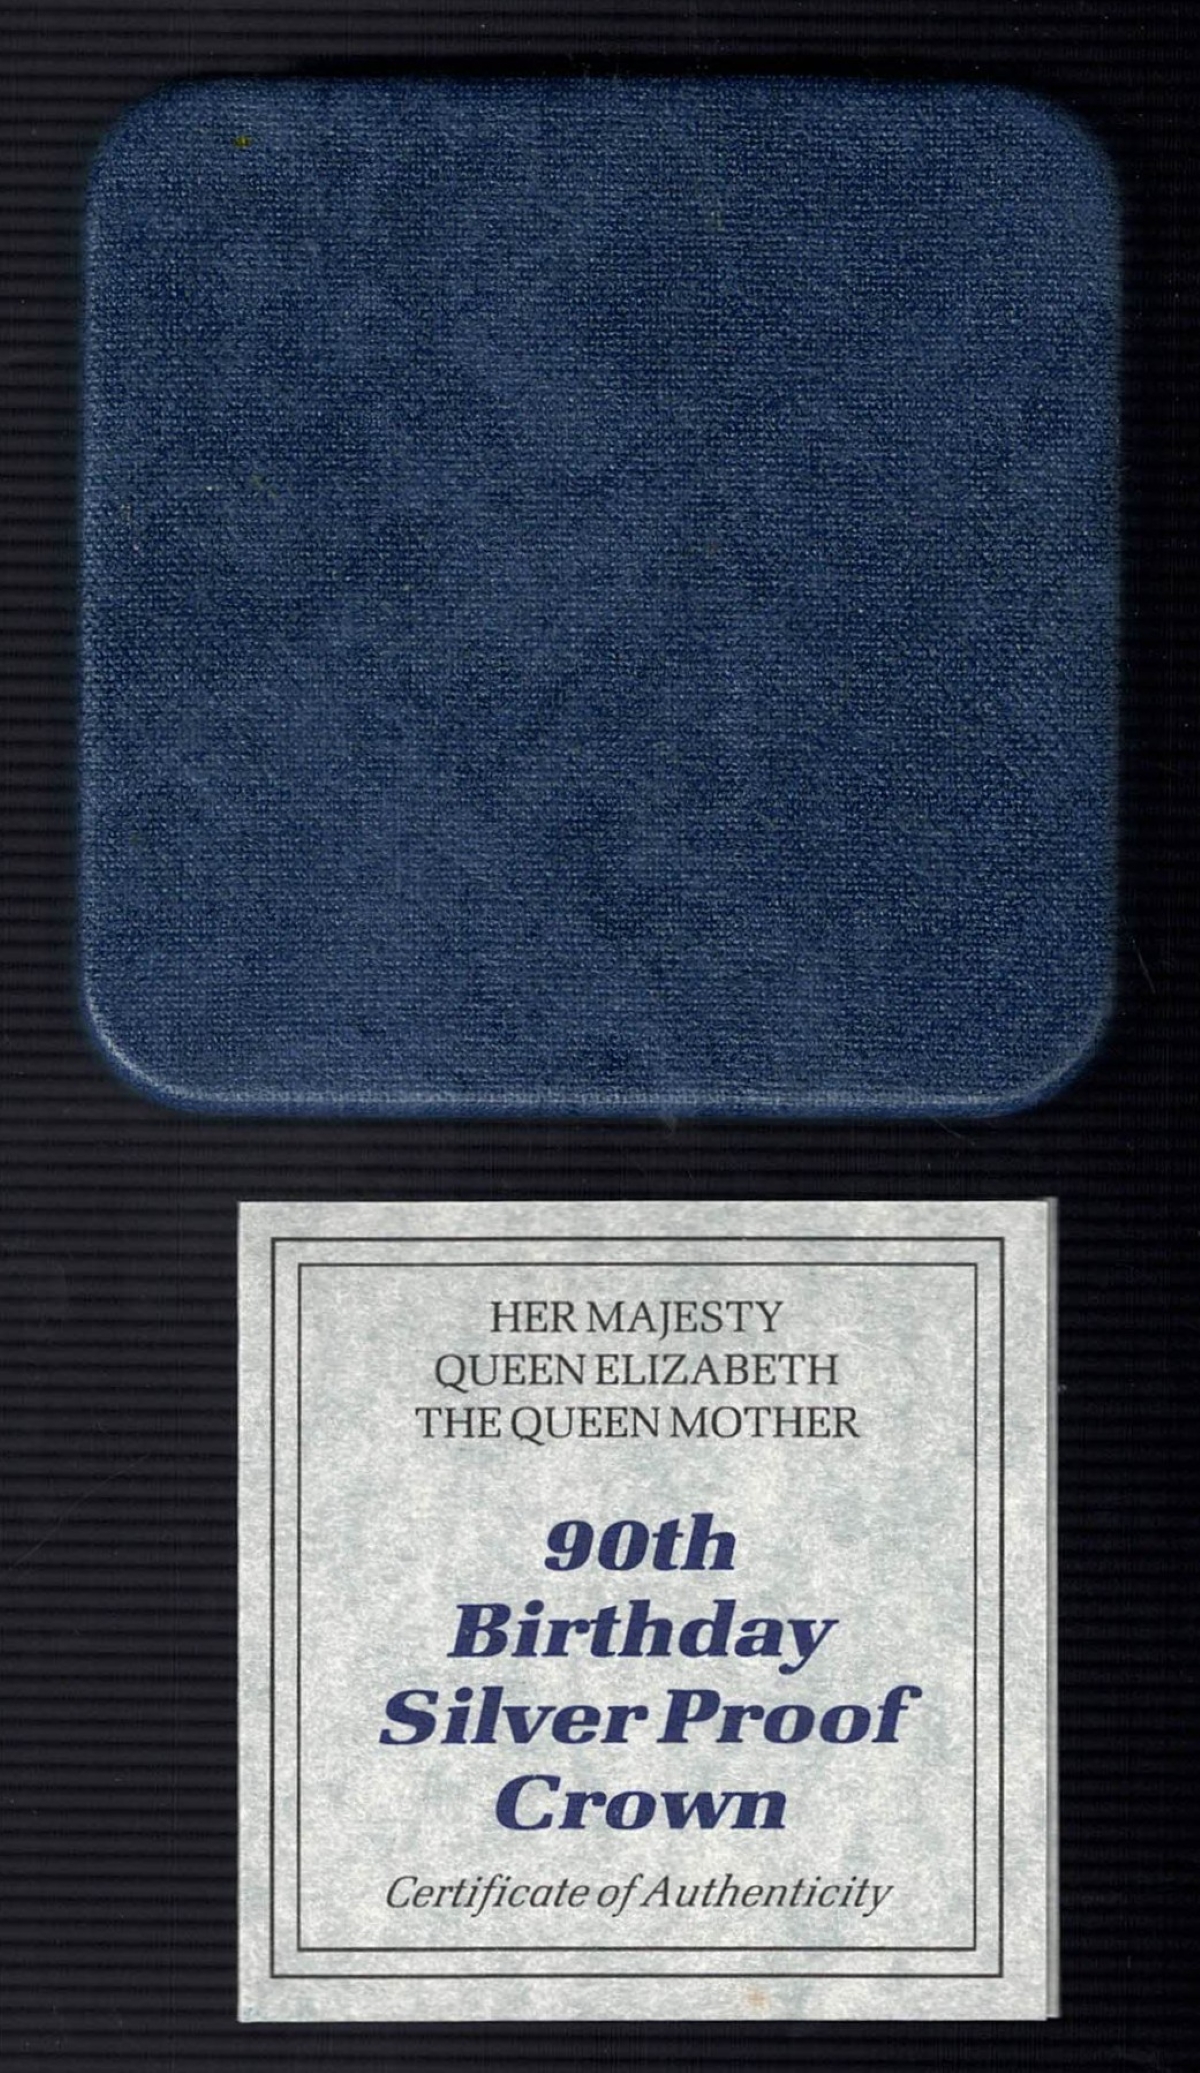 HER MAJESTY
QUEEN ELIZABETH
THE QUEEN MOTHER
90th
Birthday
Silver Proof
Crown
Certificate of Authenticity